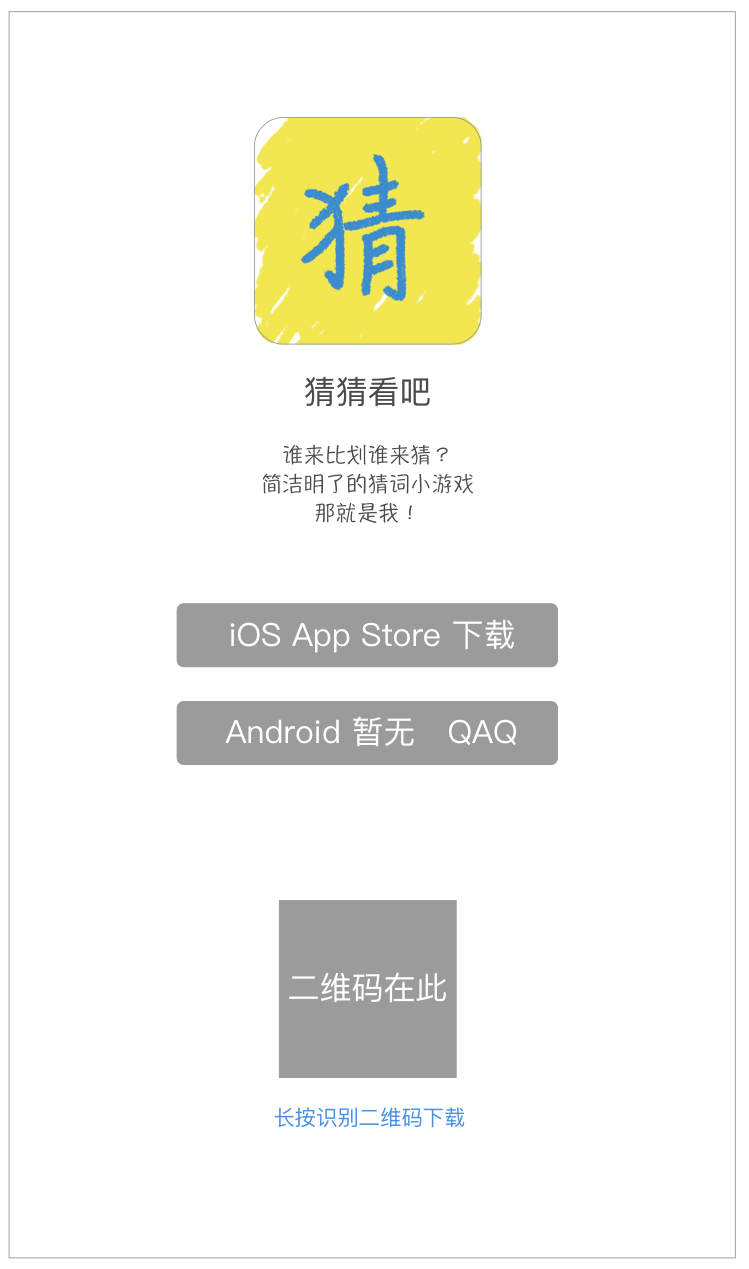 猜
猜猜看吧
谁来比划谁来猜？
简洁明了的猜词小游戏
那就是我！
iOS App Store 下载
Android 暂无 QAQ
二维码在此
长按识别二维码下载